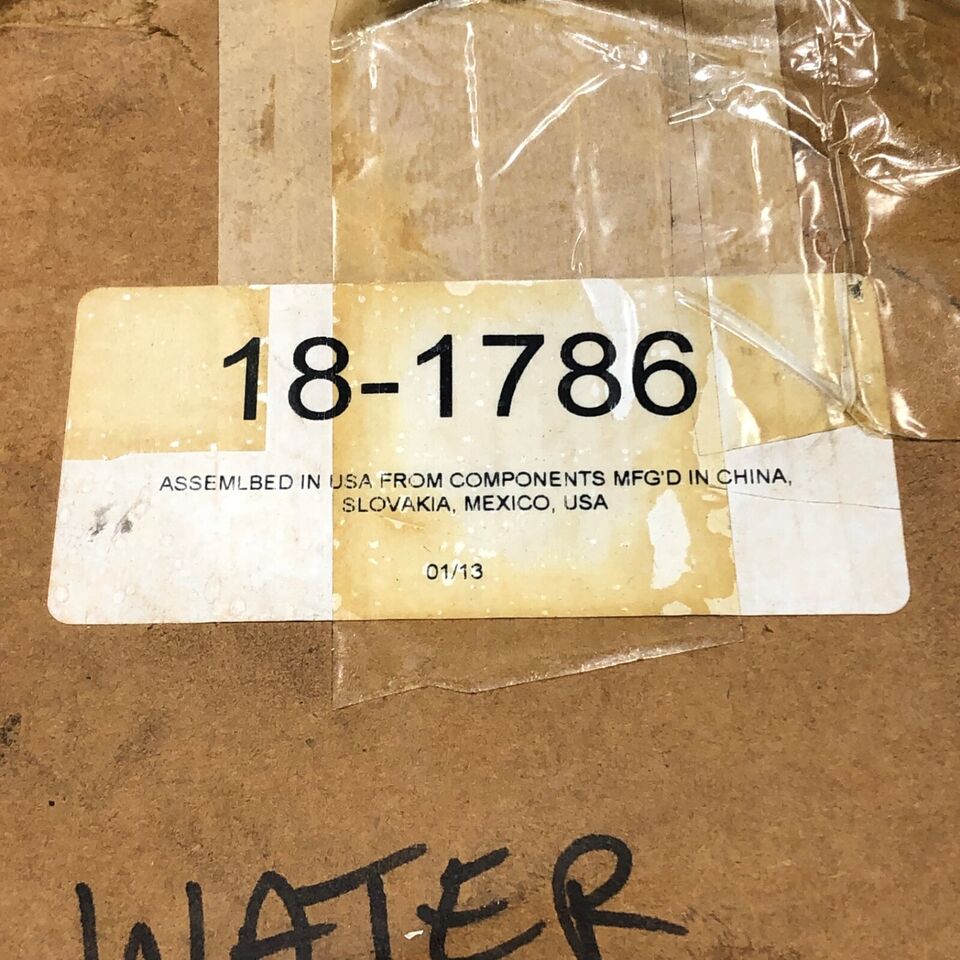 18-1786
ASSEMLBED IN USA FROM COMPONENTS MFG'D IN CHINA,
SLOVAKIA, MEXICO, USA
01/13
WATER